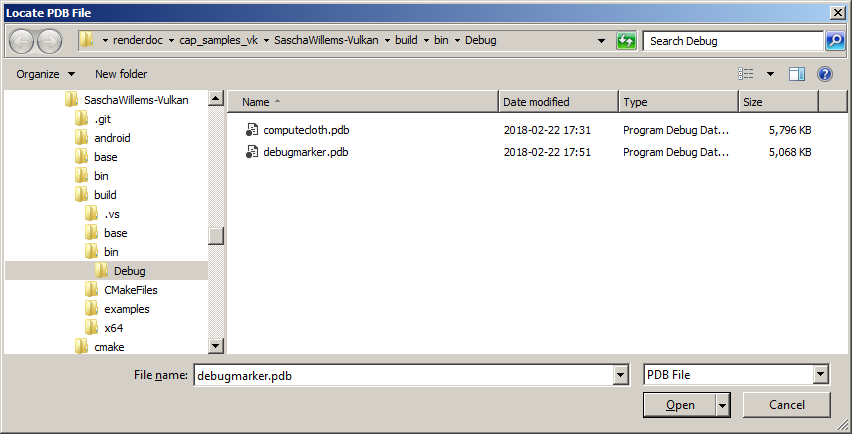 Locate PDB File
renderdoc cap_samples_vk SaschaWillems-Vulkan build bin Debug Search Debug
Organize New folder
SaschaWillems-Vulkan
.git
android
base
bin
build
.vs
base
bin
Debug
CMakeFiles
examples
x64
cmake
Name Date modified Type Size
computecloth.pdb 2018-02-22 17:31 Program Debug Dat... 5,796 KB
debugmarker.pdb 2018-02-22 17:51 Program Debug Dat... 5,068 KB
File name: debugmarker.pdb PDB File
Open Cancel